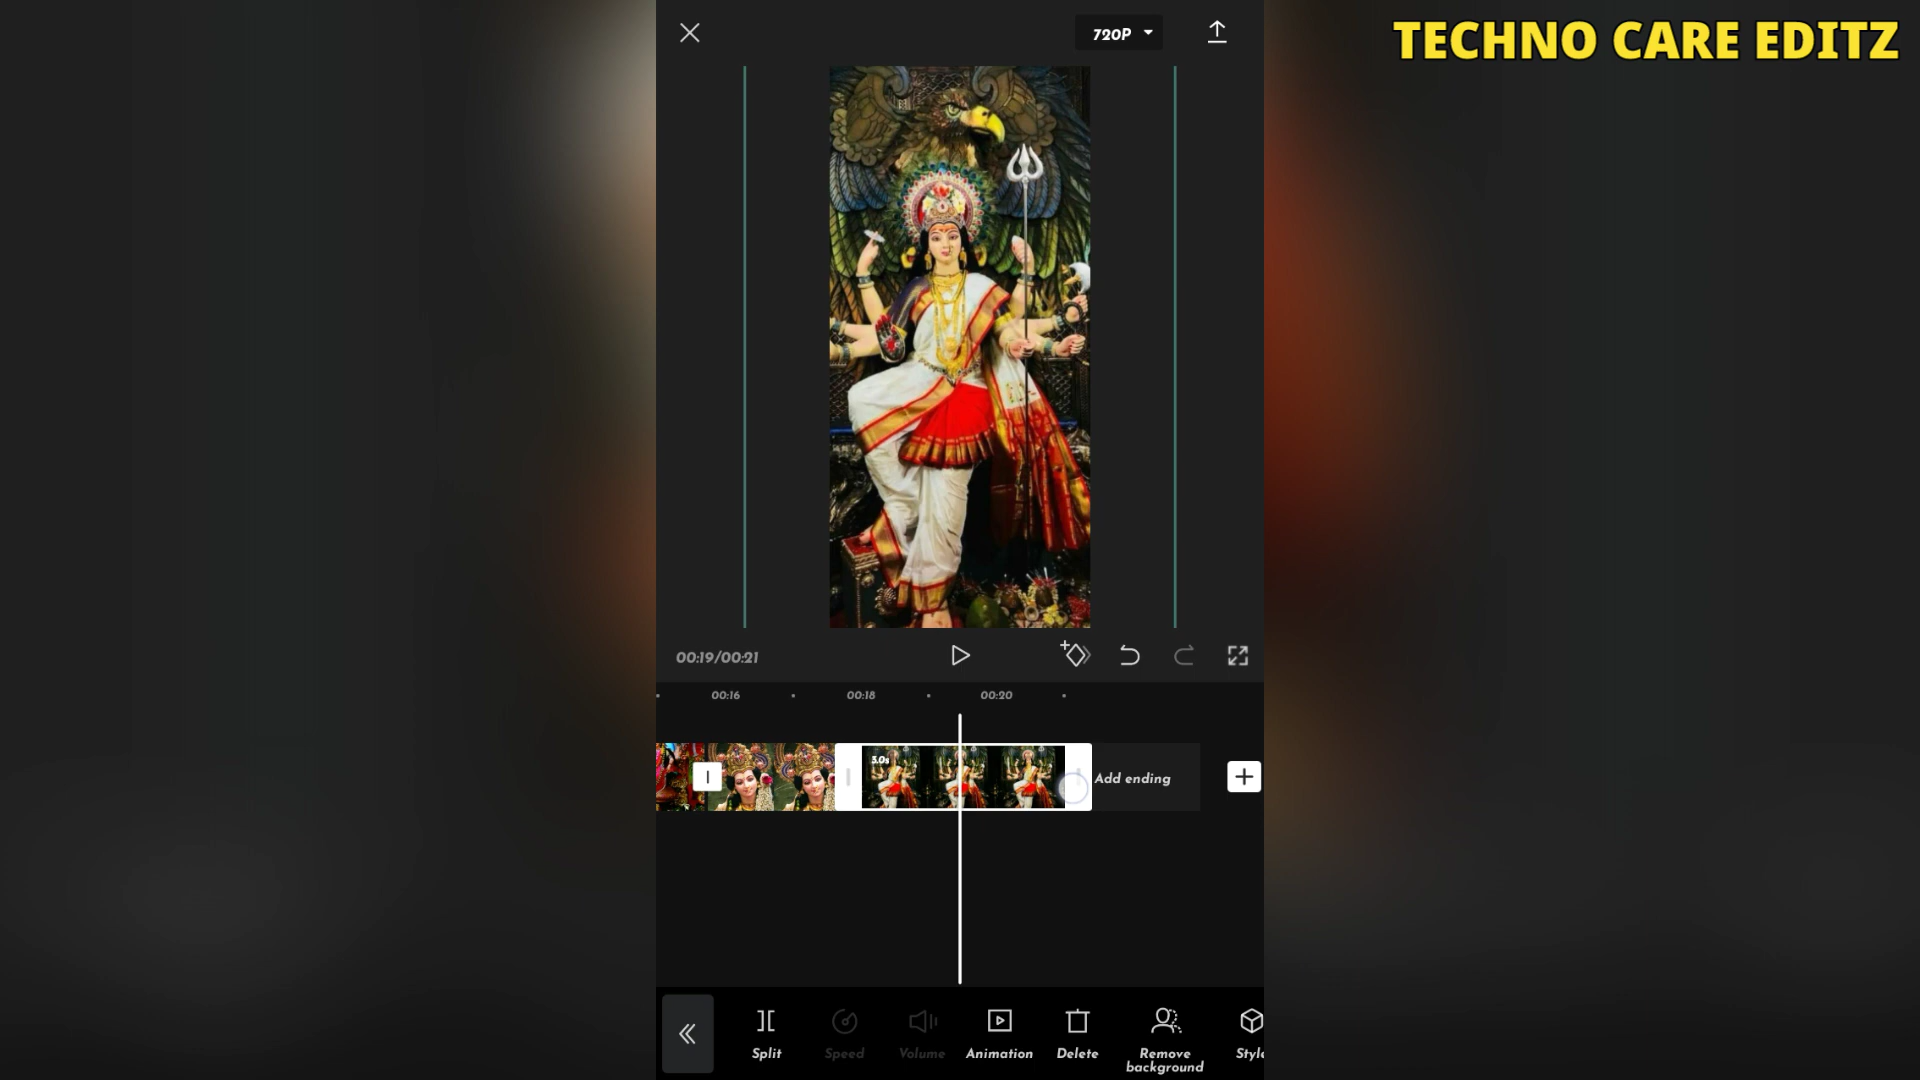 TECHNO CARE EDITZ
720P
00:19/00:21
00:16
00:18
00:20
3.0s
Add ending
Split
Speed
Volume
Animation
Delete
Remove
background
Style